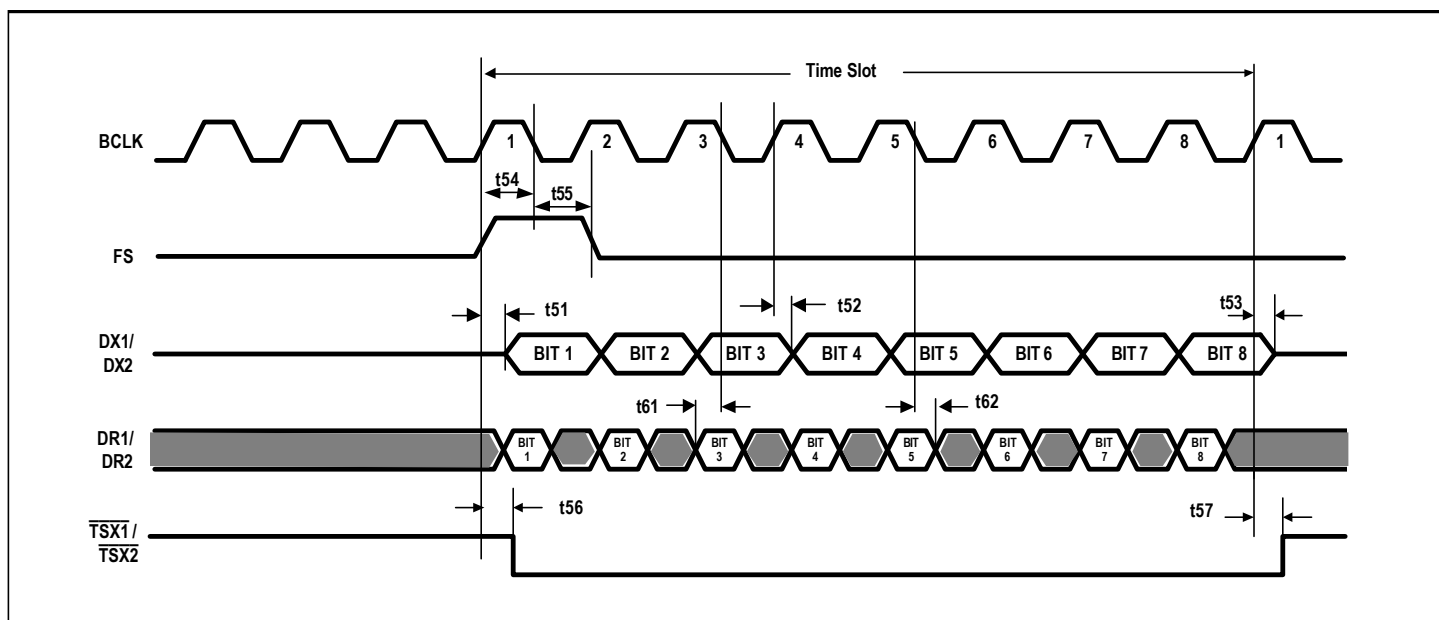 Time Slot
BCLK
1 2 3 4 5 6 7 8 1
t54
t55
FS
t51
t52
t53
DX1/
DX2
BIT 1 BIT 2 BIT 3 BIT 4 BIT 5 BIT 6 BIT 7 BIT 8
t61
t62
DR1/
DR2
BIT 1 BIT 2 BIT 3 BIT 4 BIT 5 BIT 6 BIT 7 BIT 8
t56
t57
TSX1 /
TSX2